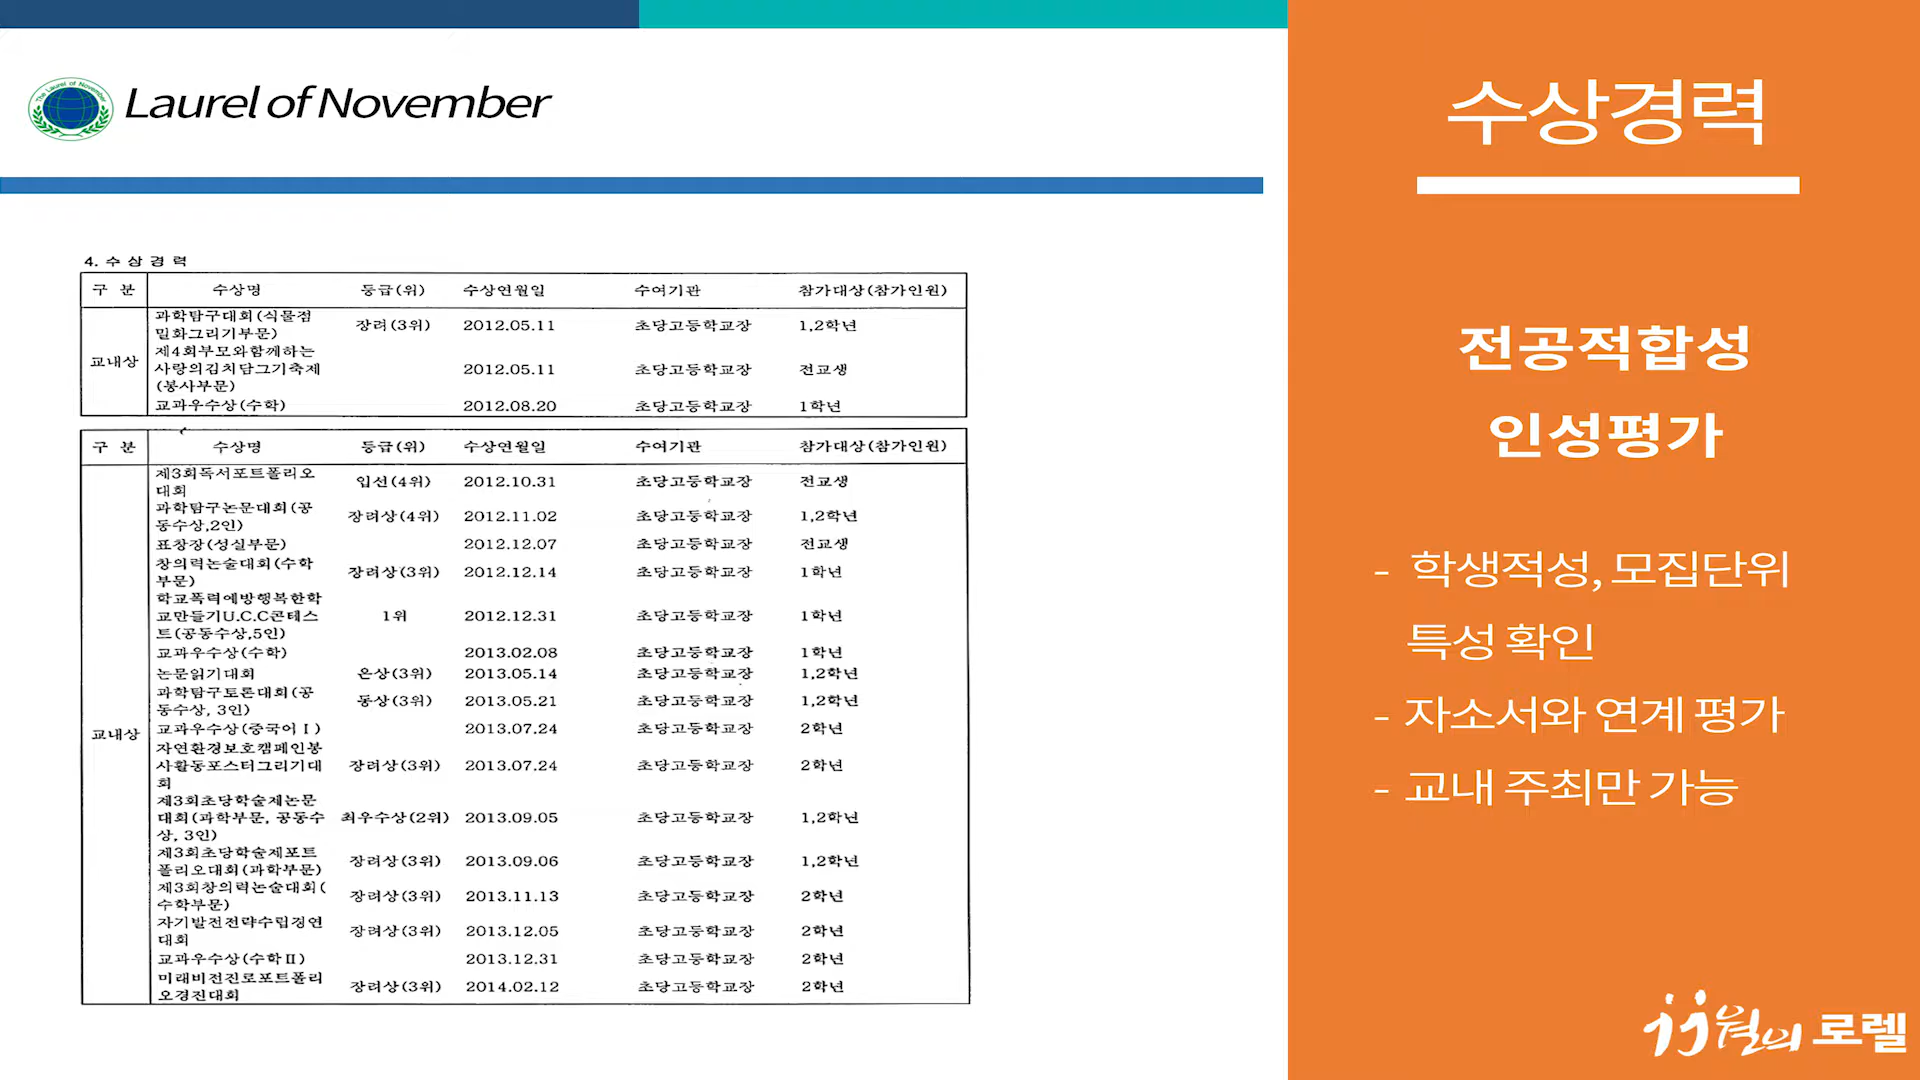 The Laurel of November
Laurel of November
4. 수 상 경 력
구 분 수상명 등급(위) 수상연월일 수여기관 참가대상(참가인원)
교내상
과학탐구대회(식물점
밀화그리기부문) 장려(3위) 2012.05.11 초당고등학교장 1,2학년
제4회부모와함께하는
사랑의김치담그기축제
(봉사부문) 2012.05.11 초당고등학교장 전교생
교과우수상(수학) 2012.08.20 초당고등학교장 1학년
구 분 수상명 등급(위) 수상연월일 수여기관 참가대상(참가인원)
교내상
제3회독서포트폴리오
대회 입선(4위) 2012.10.31 초당고등학교장 전교생
과학탐구논문대회(공
동수상,2인) 장려상(4위) 2012.11.02 초당고등학교장 1,2학년
표창장(성실부문) 2012.12.07 초당고등학교장 전교생
창의력논술대회(수학
부문) 장려상(3위) 2012.12.14 초당고등학교장 1학년
학교폭력예방행복한학
교만들기U.C.C콘테스
트(공동수상,5인) 1위 2012.12.31 초당고등학교장 1학년
교과우수상(수학) 2013.02.08 초당고등학교장 1학년
논문읽기대회 은상(3위) 2013.05.14 초당고등학교장 1,2학년
과학탐구토론대회(공
동수상, 3인) 동상(3위) 2013.05.21 초당고등학교장 1,2학년
교과우수상(중국어Ⅰ) 2013.07.24 초당고등학교장 2학년
자연환경보호캠페인봉
사활동포스터그리기대
회 장려상(3위) 2013.07.24 초당고등학교장 2학년
제3회초당학술제논문
대회(과학부문, 공동수
상, 3인) 최우수상(2위) 2013.09.05 초당고등학교장 1,2학년
제3회초당학술제포트
폴리오대회(과학부문) 장려상(3위) 2013.09.06 초당고등학교장 1,2학년
제3회창의력논술대회(
수학부문) 장려상(3위) 2013.11.13 초당고등학교장 2학년
자기발전전략수립경연
대회 장려상(3위) 2013.12.05 초당고등학교장 2학년
교과우수상(수학Ⅱ) 2013.12.31 초당고등학교장 2학년
미래비전진로포트폴리
오경진대회 장려상(3위) 2014.02.12 초당고등학교장 2학년
수상경력
전공적합성
인성평가
- 학생적성, 모집단위
특성 확인
- 자소서와 연계 평가
- 교내 주최만 가능
11월의 로렐